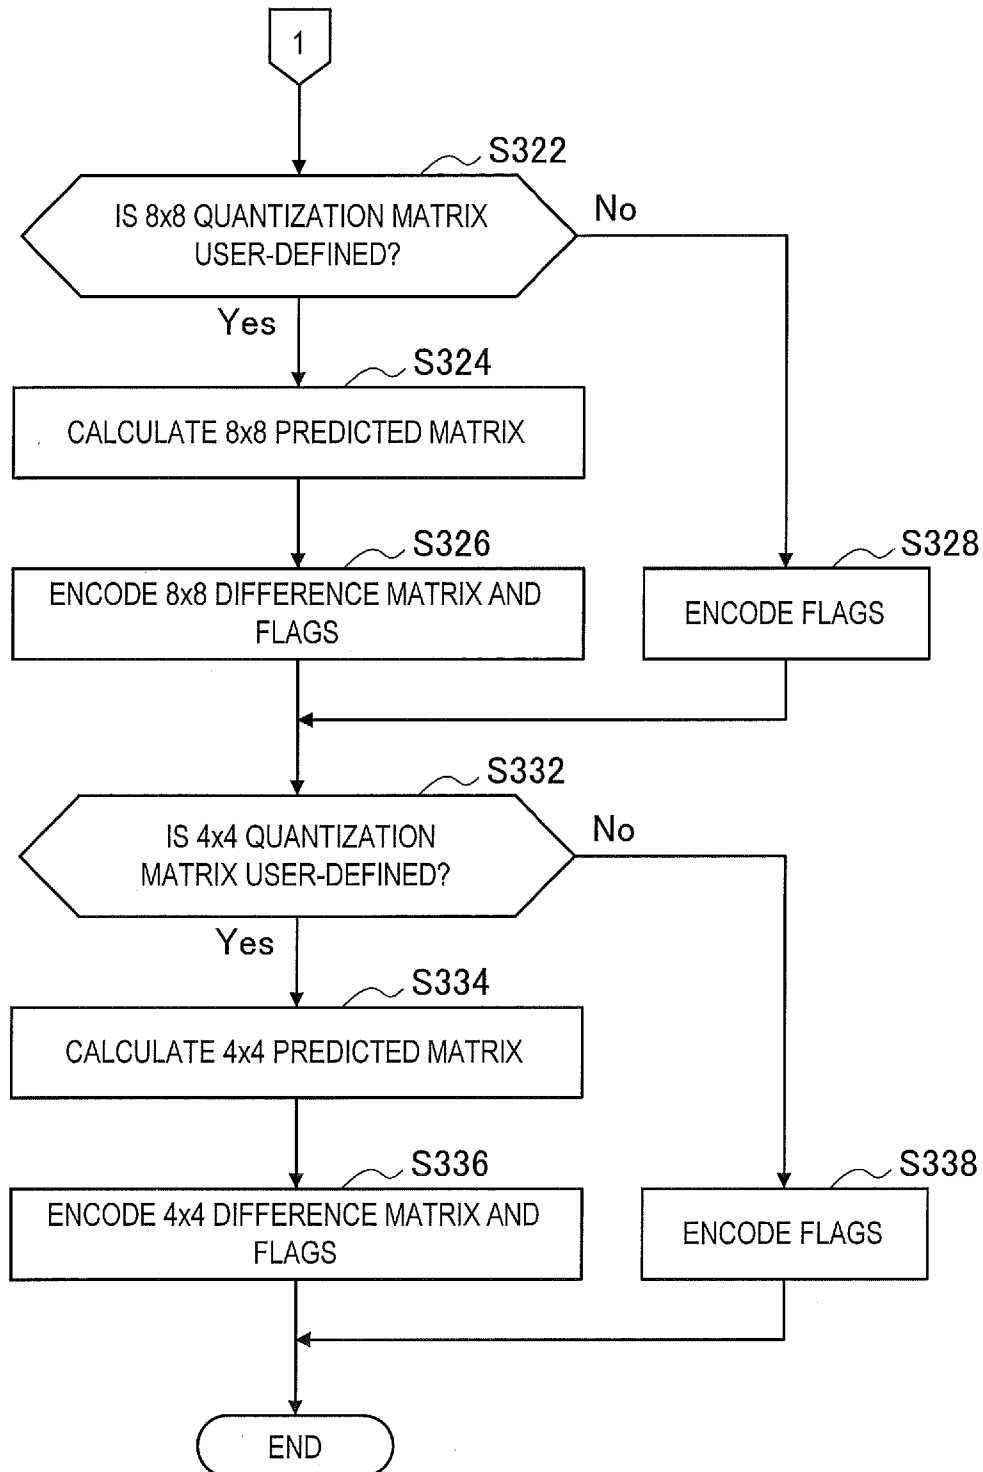 1
S322
IS 8x8 QUANTIZATION MATRIX
USER-DEFINED?
No
Yes
S324
CALCULATE 8x8 PREDICTED MATRIX
S326
ENCODE 8x8 DIFFERENCE MATRIX AND
FLAGS
S328
ENCODE FLAGS
S332
IS 4x4 QUANTIZATION
MATRIX USER-DEFINED?
No
Yes
S334
CALCULATE 4x4 PREDICTED MATRIX
S336
ENCODE 4x4 DIFFERENCE MATRIX AND
FLAGS
S338
ENCODE FLAGS
END